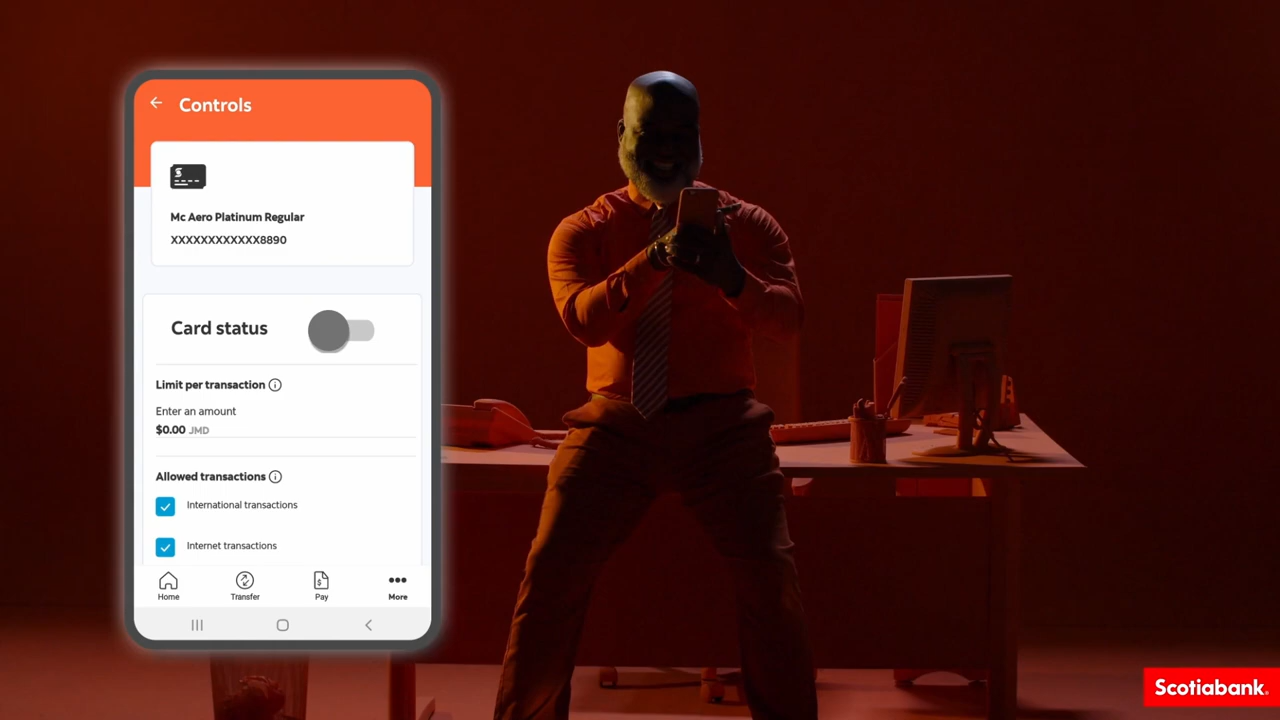 Controls
Mc Aero Platinum Regular
XXXXXXXXXXXX8890
Card status
Limit per transaction
Enter an amount
$0.00 JMD
Allowed transactions
International transactions
Internet transactions
Home Transfer Pay More
Scotiabank.